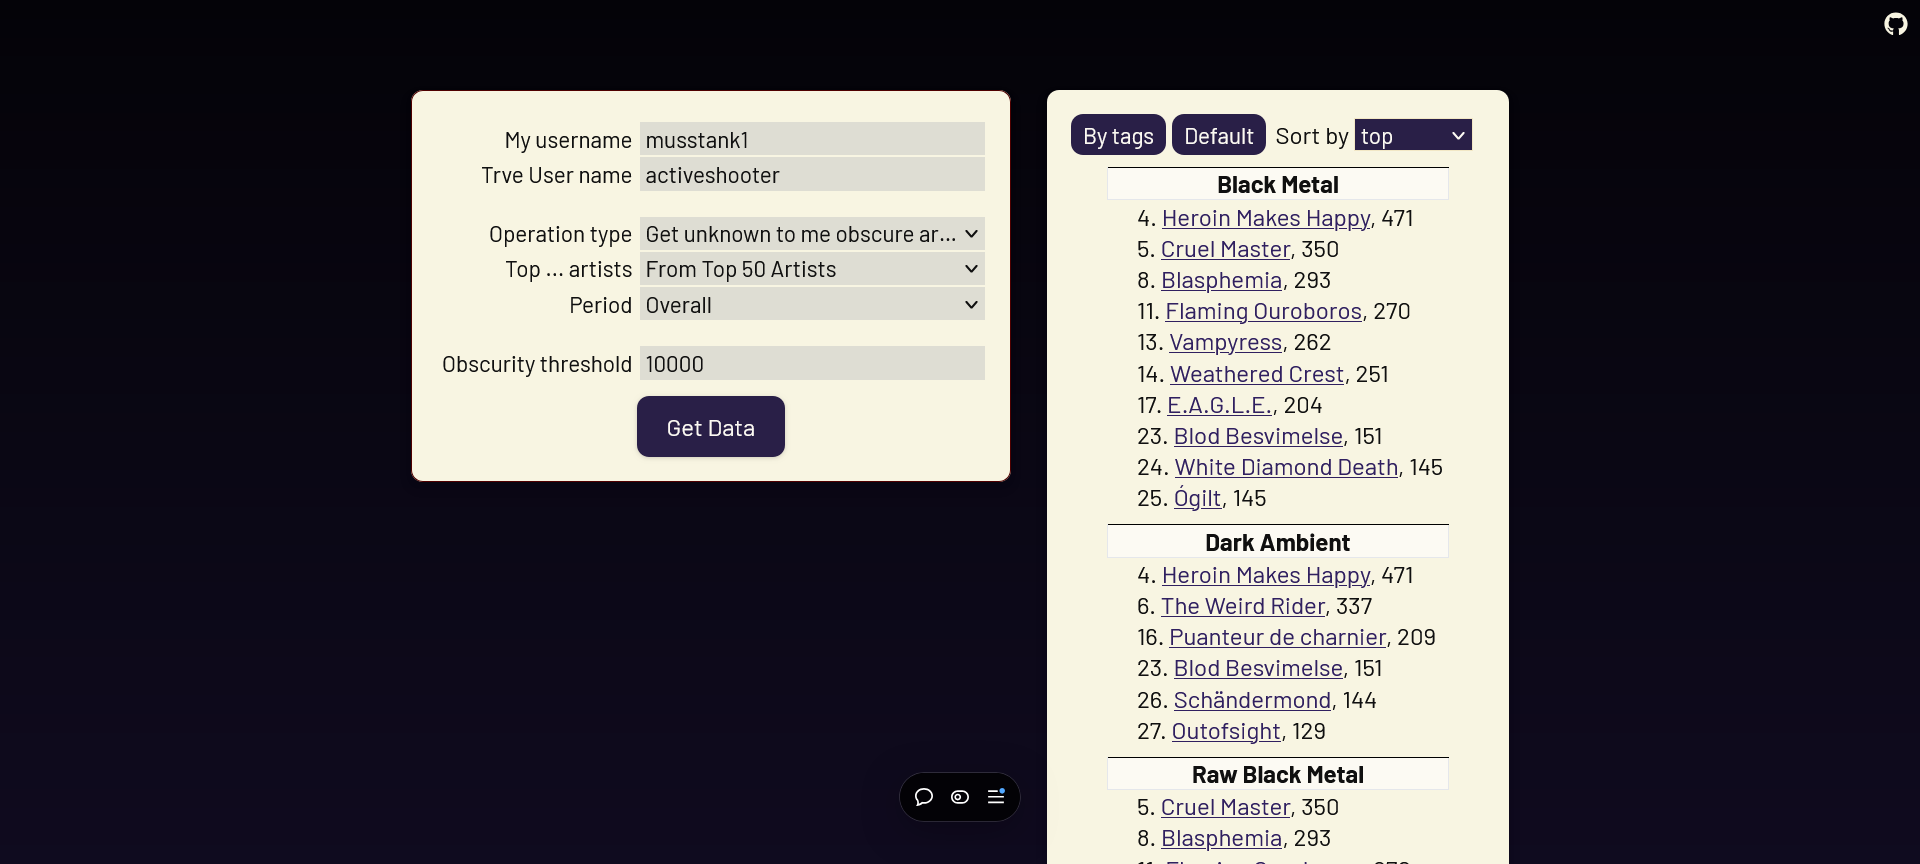 My username musstank1
Trve User name activeshooter
Operation type Get unknown to me obscure ar...
Top ... artists From Top 50 Artists
Period Overall
Obscurity threshold 10000
Get Data
By tags Default Sort by top
Black Metal
4. Heroin Makes Happy, 471
5. Cruel Master, 350
8. Blasphemia, 293
11. Flaming Ouroboros, 270
13. Vampyress, 262
14. Weathered Crest, 251
17. E.A.G.L.E., 204
23. Blod Besvimelse, 151
24. White Diamond Death, 145
25. Ógilt, 145
Dark Ambient
4. Heroin Makes Happy, 471
6. The Weird Rider, 337
16. Puanteur de charnier, 209
23. Blod Besvimelse, 151
26. Schändermond, 144
27. Outofsight, 129
Raw Black Metal
5. Cruel Master, 350
8. Blasphemia, 293